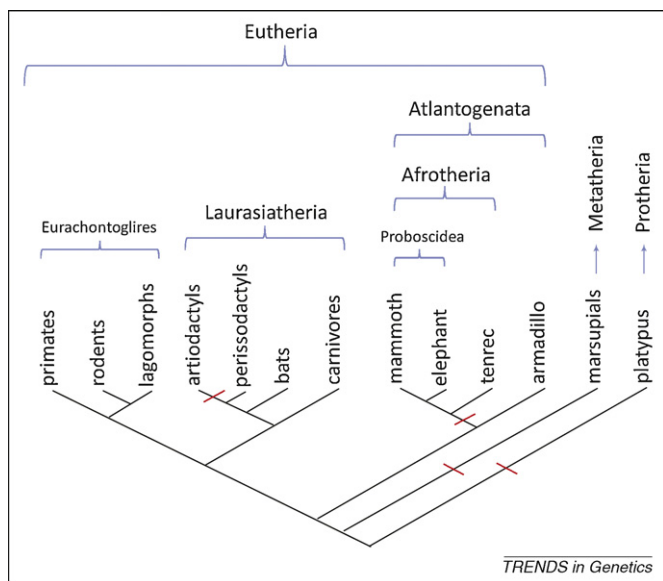 Eutheria
Atlantogenata
Afrotheria
Laurasiatheria
Eurachontoglires
Proboscidea
Metatheria
Protheria
primates
rodents
lagomorphs
artiodactyls
perissodactyls
bats
carnivores
mammoth
elephant
tenrec
armadillo
marsupials
platypus
TRENDS in Genetics